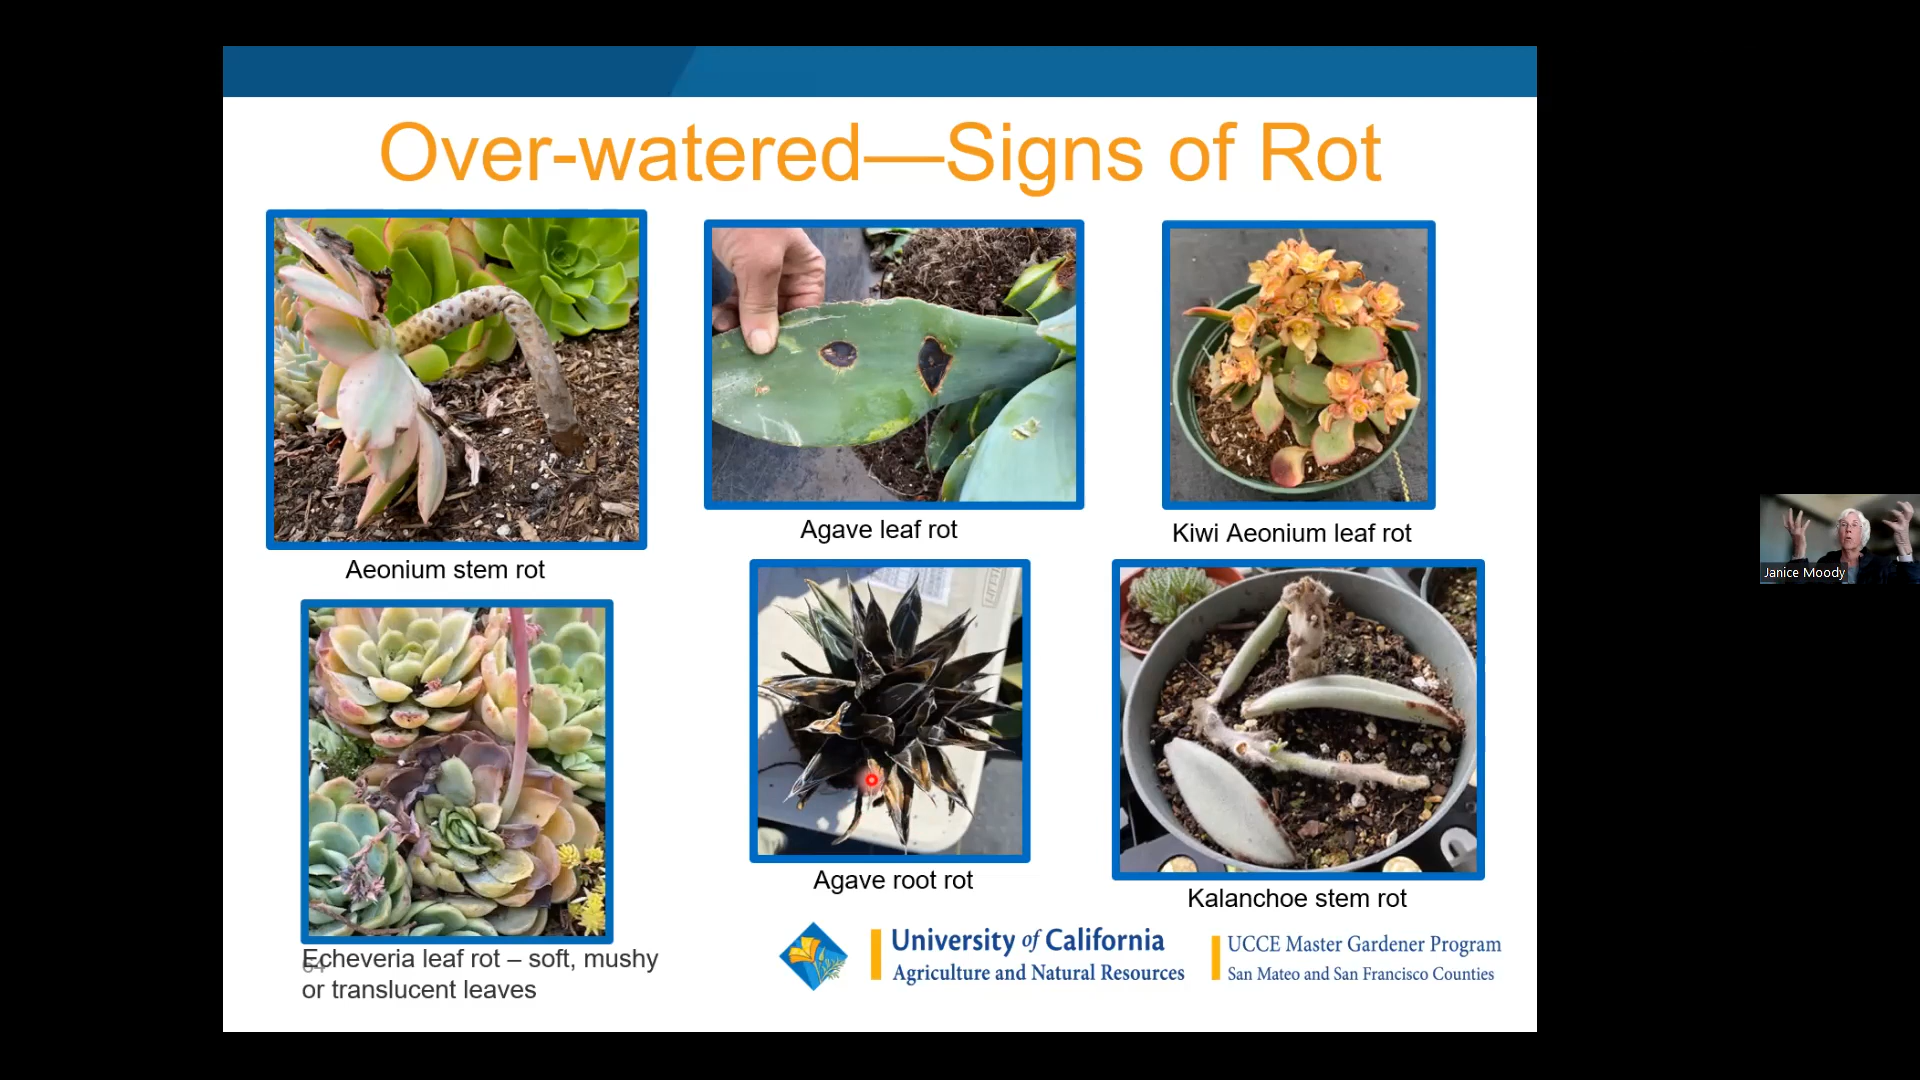 Over-watered—Signs of Rot
Aeonium stem rot
Agave leaf rot
Kiwi Aeonium leaf rot
Echeveria leaf rot – soft, mushy
or translucent leaves
Agave root rot
Kalanchoe stem rot
University of California
Agriculture and Natural Resources
UCCE Master Gardener Program
San Mateo and San Francisco Counties
Janice Moody